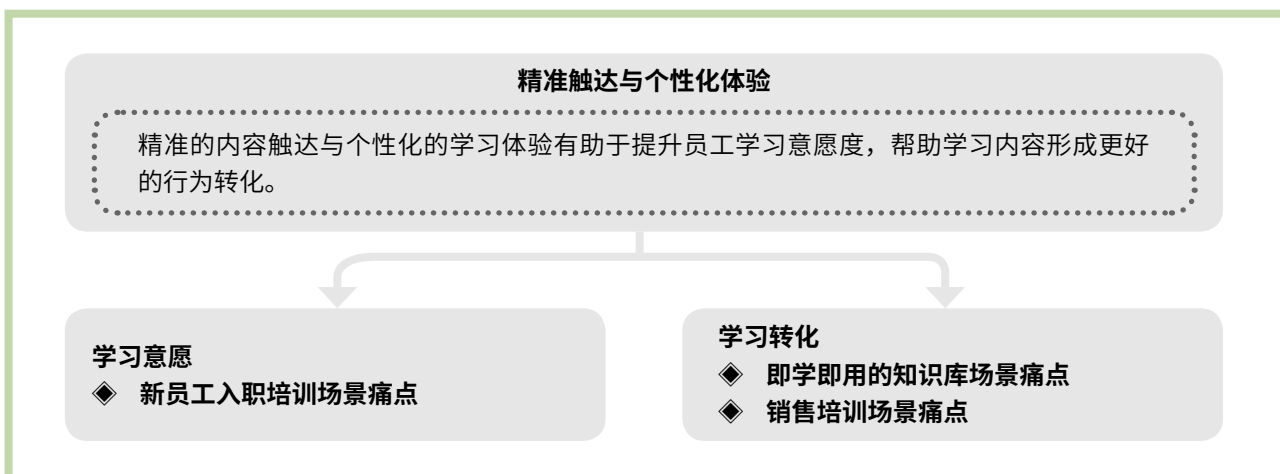 精准触达与个性化体验
精准的内容触达与个性化的学习体验有助于提升员工学习意愿度，帮助学习内容形成更好
的行为转化。
学习意愿
◈ 新员工入职培训场景痛点
学习转化
◈ 即学即用的知识库场景痛点
◈ 销售培训场景痛点